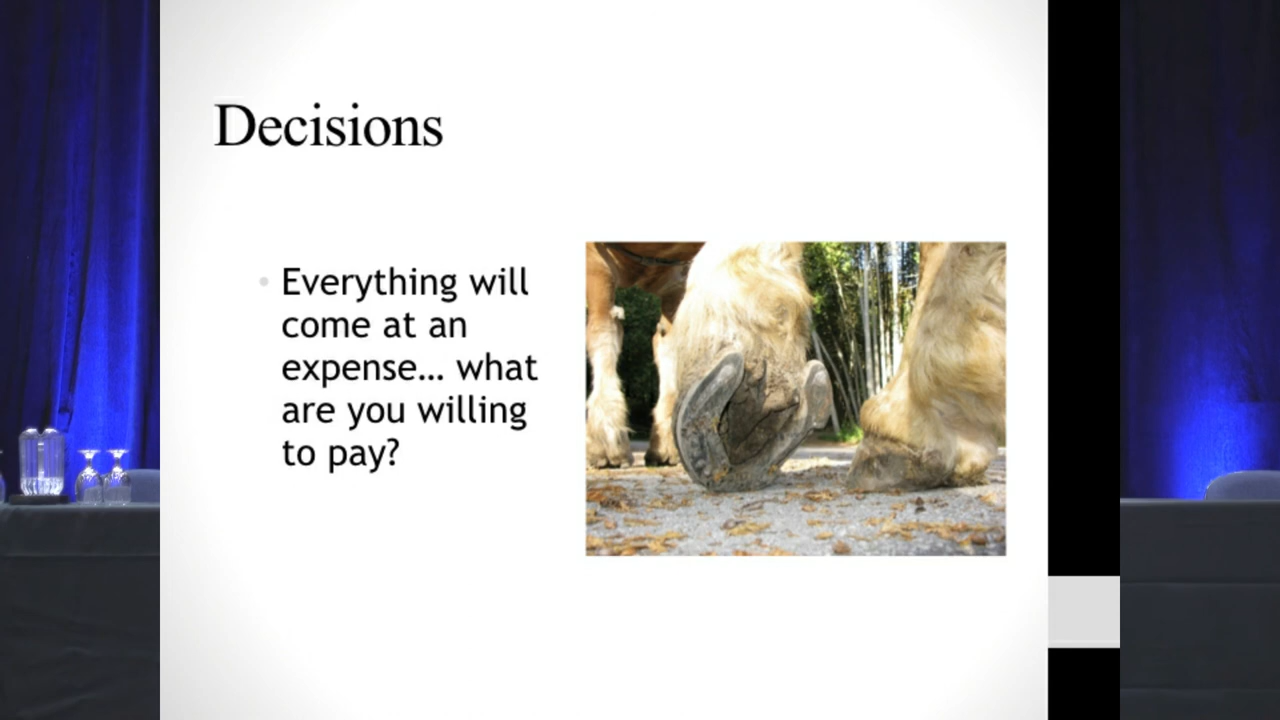 Decisions
Everything will
come at an
expense... what
are you willing
to pay?